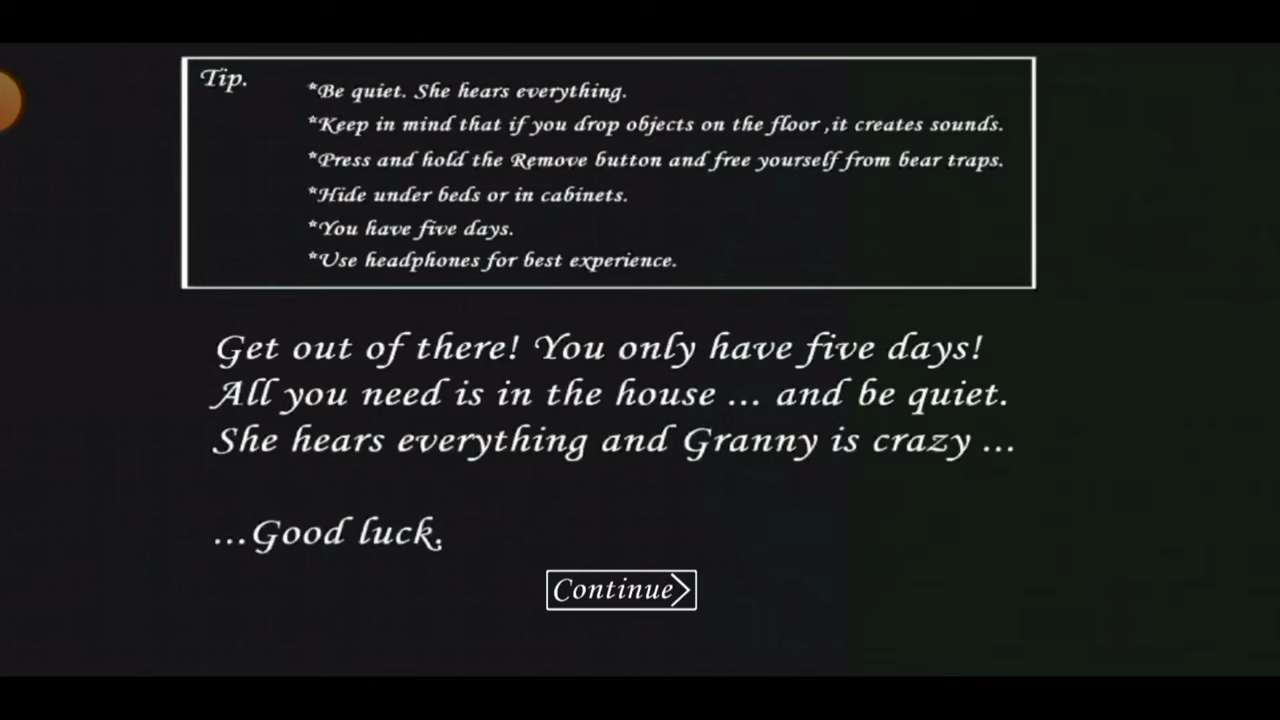 Tip.
*Be quiet. She hears everything.
*Keep in mind that if you drop objects on the floor ,it creates sounds.
*Press and hold the Remove button and free yourself from bear traps.
*Hide under beds or in cabinets.
*You have five days.
*Use headphones for best experience.
Get out of there! You only have five days!
All you need is in the house ... and be quiet.
She hears everything and Granny is crazy ...
...Good luck.
Continue>